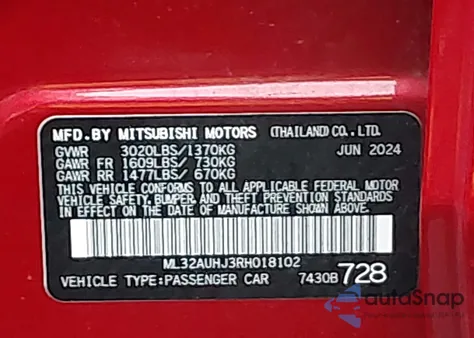 MFD.BY MITSUBISHI MOTORS (THAILAND)CO.,LTD.
GVWR 3020LBS/1370KG JUN 2024
GAWR FR 1609LBS/ 730KG
GAWR RR 1477LBS/ 670KG
THIS VEHICLE CONFORMS TO ALL APPLICABLE FEDERAL MOTOR
VEHICLE SAFETY, BUMPER, AND THEFT PREVENTION STANDARDS
IN EFFECT ON THE DATE OF MANUFACTURE SHOWN ABOVE.
ML32AUHJ3RH018102
VEHICLE TYPE:PASSENGER CAR 7430B 728
autoSnap